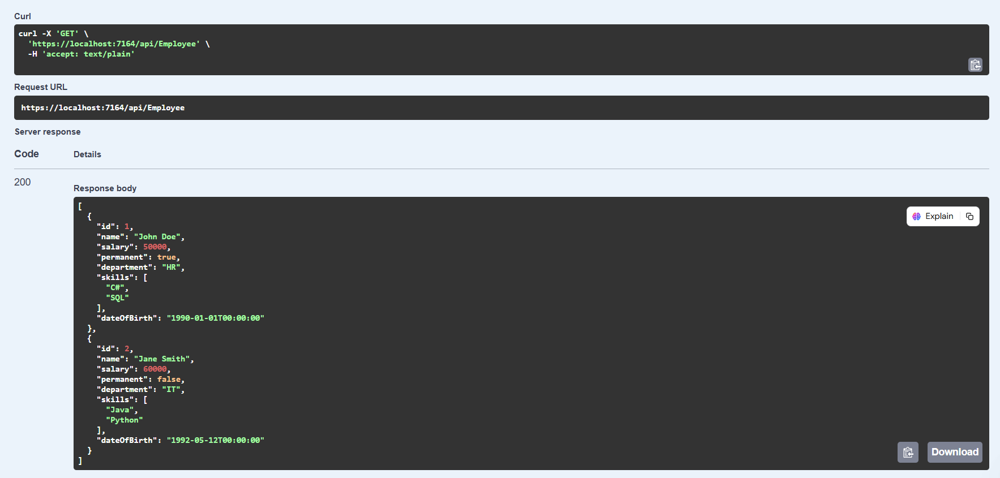 Curl
curl -X 'GET' \
  'https://localhost:7164/api/Employee' \
  -H 'accept: text/plain'
Request URL
https://localhost:7164/api/Employee
Server response
Code Details
200
Response body
[
  {
    "id": 1,
    "name": "John Doe",
    "salary": 50000,
    "permanent": true,
    "department": "HR",
    "skills": [
      "C#",
      "SQL"
    ],
    "dateOfBirth": "1990-01-01T00:00:00"
  },
  {
    "id": 2,
    "name": "Jane Smith",
    "salary": 60000,
    "permanent": false,
    "department": "IT",
    "skills": [
      "Java",
      "Python"
    ],
    "dateOfBirth": "1992-05-12T00:00:00"
  }
]
Explain
Download